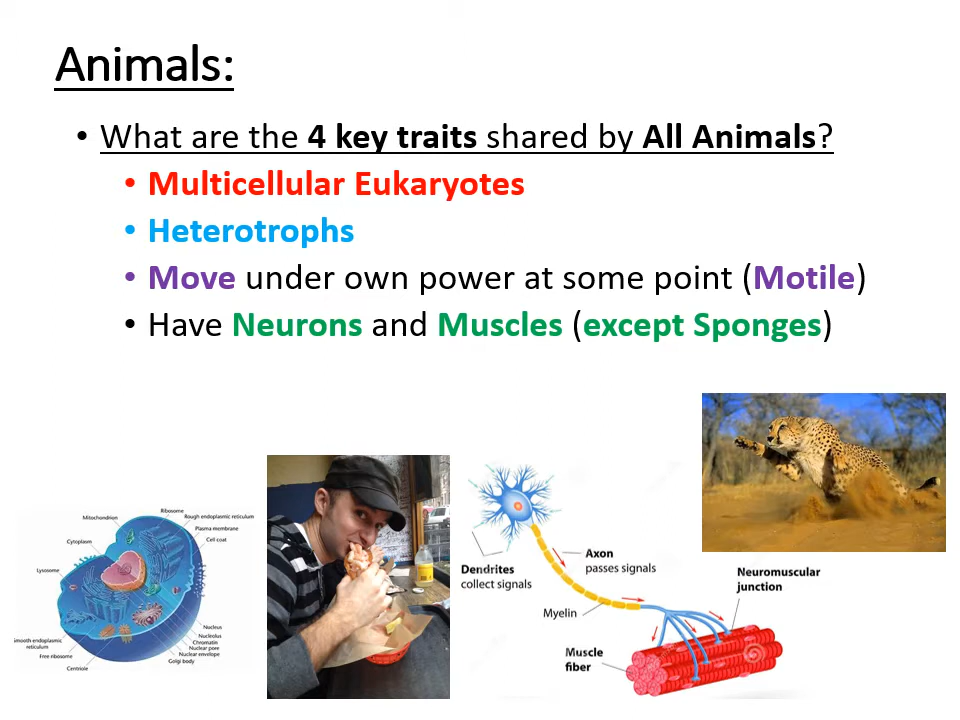 Animals:
• What are the 4 key traits shared by All Animals?
• Multicellular Eukaryotes
• Heterotrophs
• Move under own power at some point (Motile)
• Have Neurons and Muscles (except Sponges)
Ribosome
Mitochondrion
Rough endoplasmic reticulum
Plasma membrane
Cytoplasm
Cell coat
Lysosome
Nucleus
Nucleolus
Chromatin
Smooth endoplasmic
reticulum
Nuclear pore
Nuclear envelope
Free ribosome
Golgi body
Centriole
Dendrites
collect signals
Axon
passes signals
Myelin
Neuromuscular
junction
Muscle
fiber